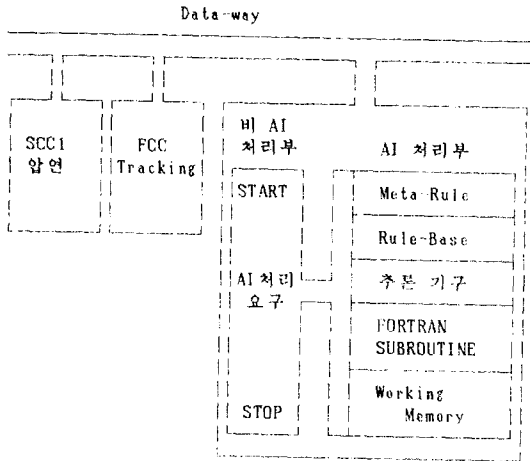 Data-way
SCC1
압연
FCC
Tracking
비 AI
처리부
START
AI 처리
요구
STOP
AI 처리부
Meta-Rule
Rule-Base
추론 기구
FORTRAN
SUBROUTINE
Working
Memory